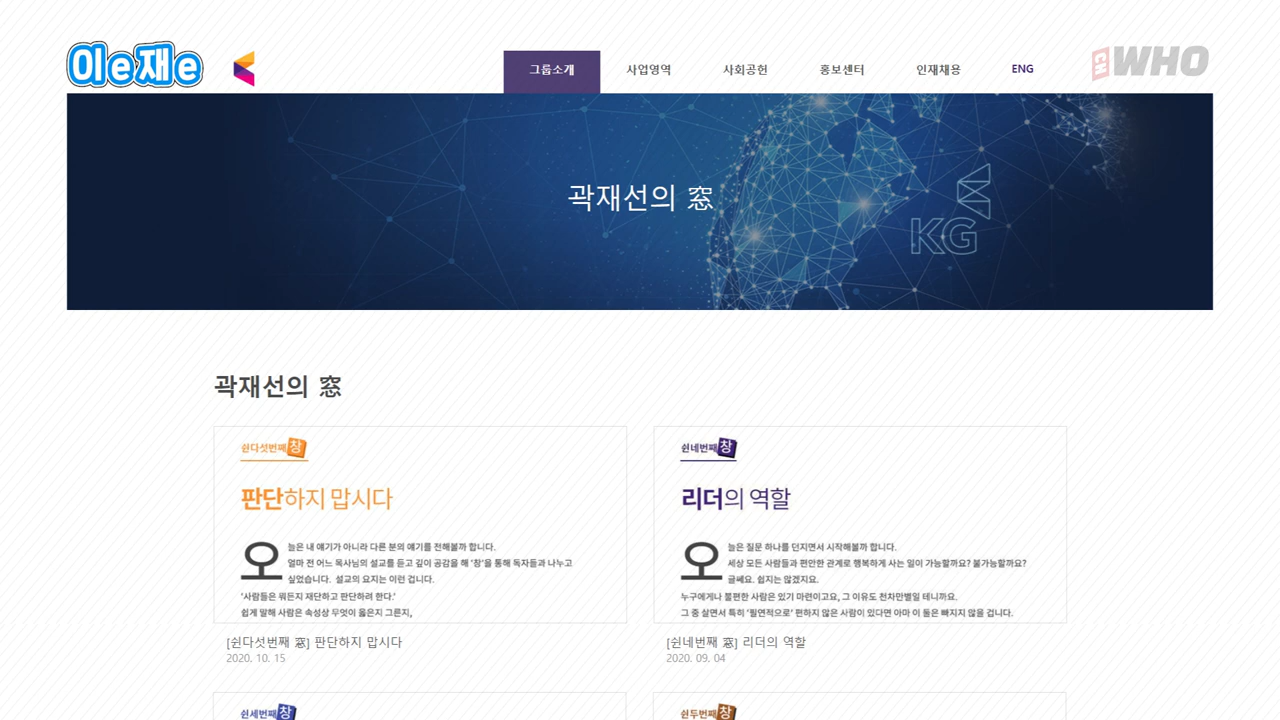 이e재e
그룹소개 사업영역 사회공헌 홍보센터 인재채용 ENG
CH WHO
곽재선의 窓
KG
곽재선의 窓
쉰다섯번째 창
판단하지 맙시다
오늘은 내 얘기가 아니라 다른 분의 얘기를 전해볼까 합니다.
얼마 전 어느 목사님의 설교를 듣고 깊이 공감을 해 '창'을 통해 독자들과 나누고
싶었습니다. 설교의 요지는 이런 겁니다.
'사람들은 뭐든지 재단하고 판단하려 한다.'
쉽게 말해 사람은 속성상 무엇이 옳은지 그른지,
[쉰다섯번째 窓] 판단하지 맙시다
2020. 10. 15
쉰네번째 창
리더의 역할
오늘은 질문 하나를 던지면서 시작해볼까 합니다.
세상 모든 사람들과 편안한 관계로 행복하게 사는 일이 가능할까요? 불가능할까요?
글쎄요. 쉽지는 않겠지요.
누구에게나 불편한 사람은 있기 마련이고요, 그 이유도 천차만별일 테니까요.
그 중 살면서 특히 '필연적으로' 편하지 않은 사람이 있다면 아마 이 둘은 빠지지 않을 겁니다.
[쉰네번째 窓] 리더의 역할
2020. 09. 04
쉰세번째 창
쉰두번째 창